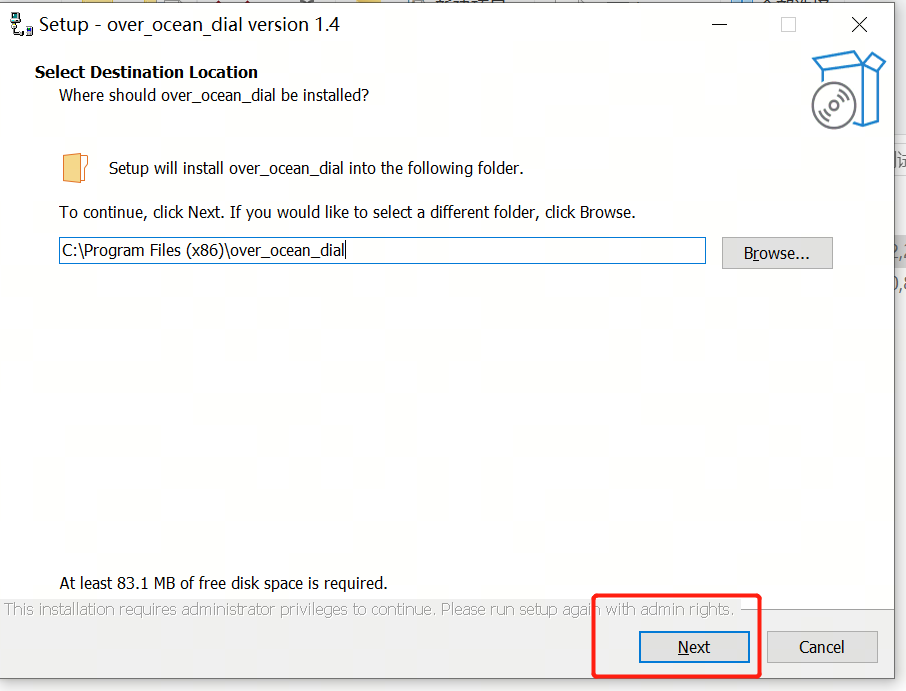 Setup - over_ocean_dial version 1.4
Select Destination Location
Where should over_ocean_dial be installed?
Setup will install over_ocean_dial into the following folder.
To continue, click Next. If you would like to select a different folder, click Browse.
C:\Program Files (x86)\over_ocean_dial
Browse...
At least 83.1 MB of free disk space is required.
This installation requires administrator privileges to continue. Please run setup again with admin rights.
Next
Cancel